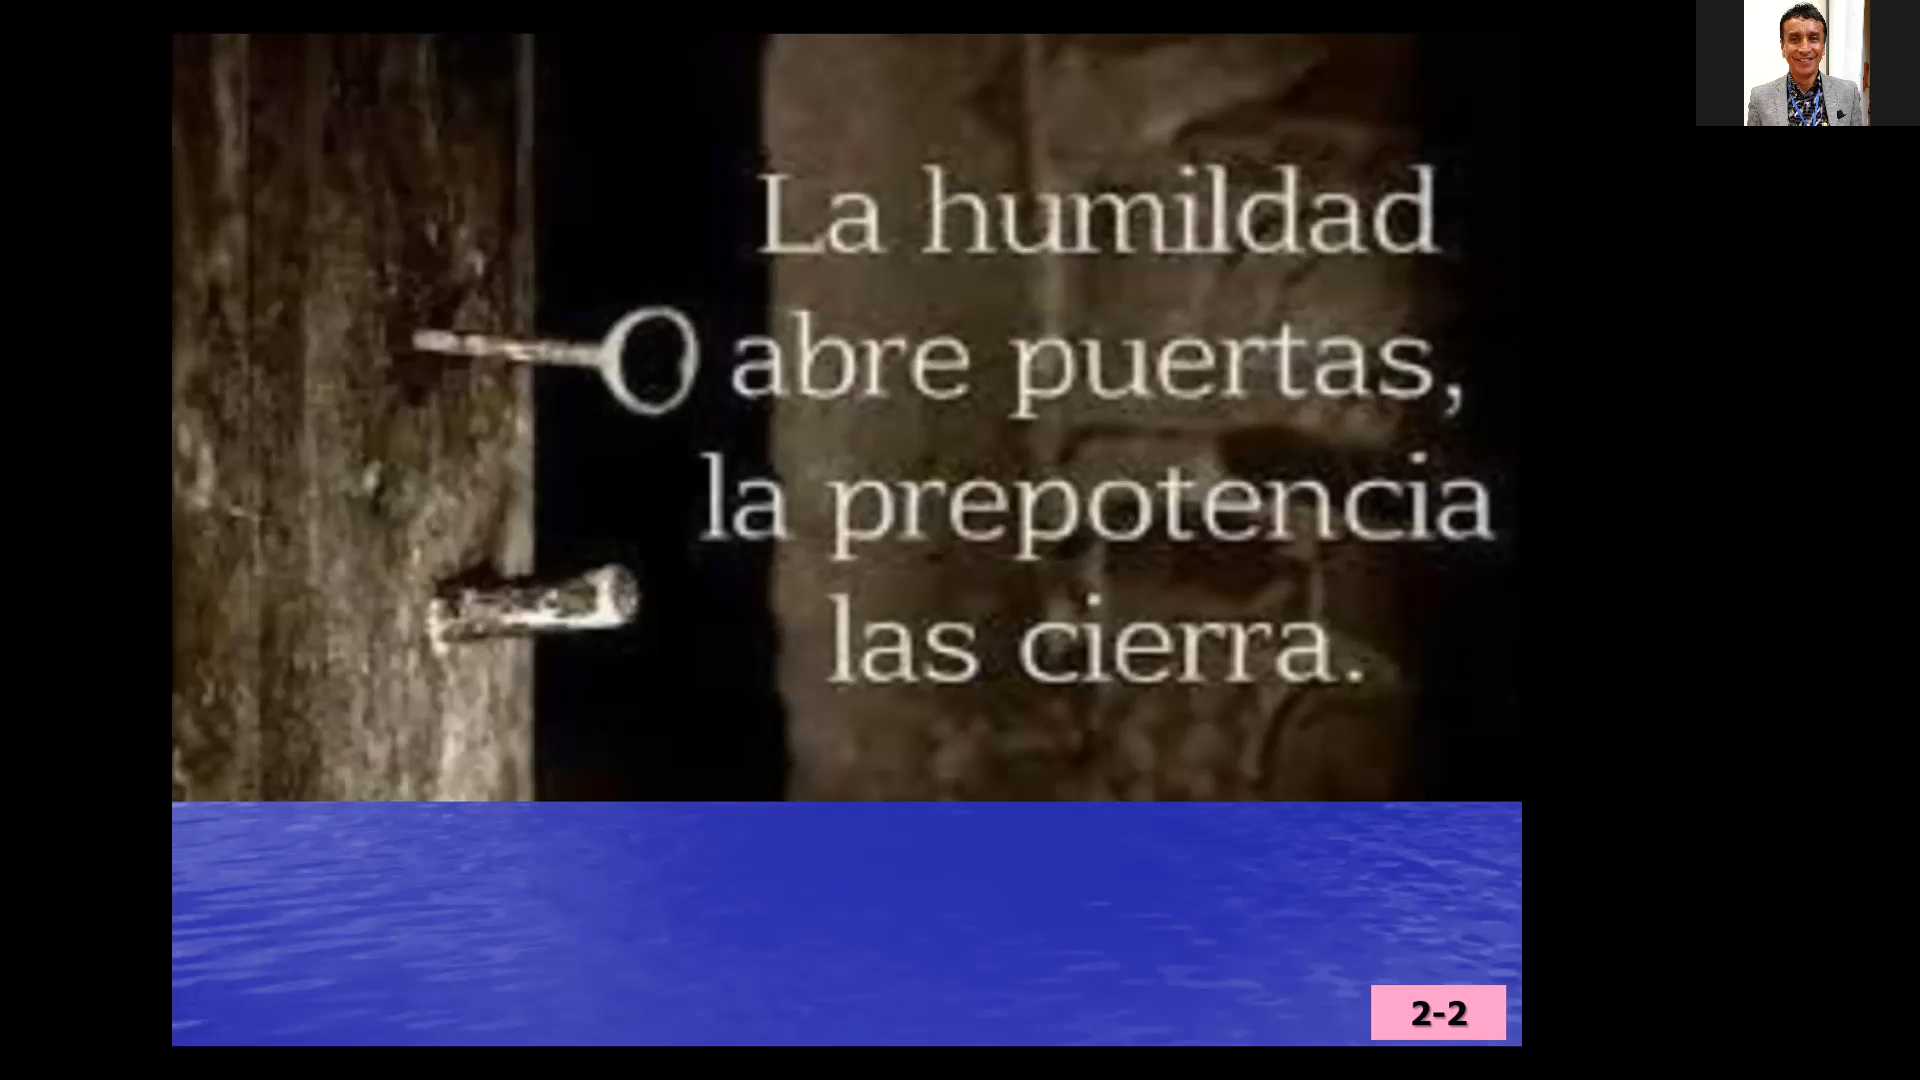 La humildad
abre puertas,
la prepotencia
las cierra.
2-2